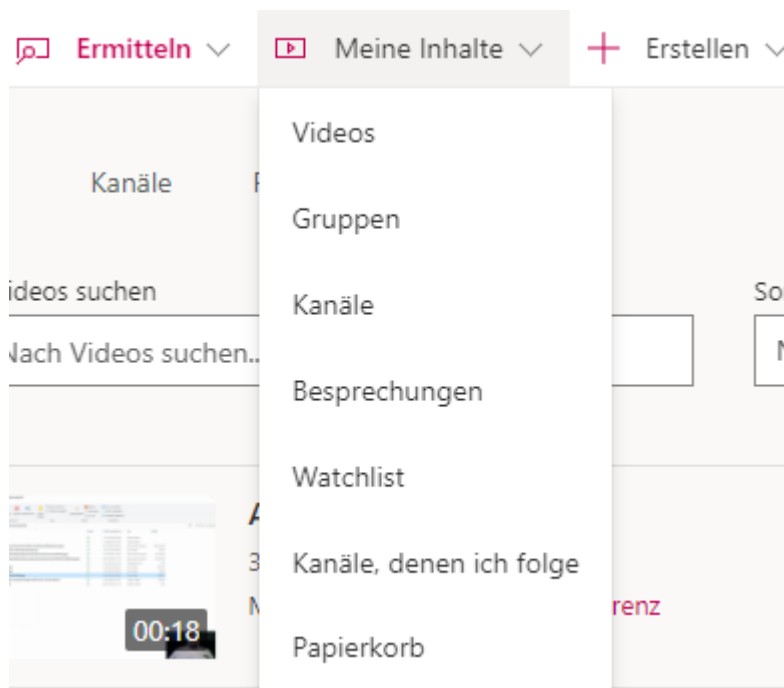 Ermitteln
Meine Inhalte
Erstellen
Videos
Kanäle
Gruppen
ideos suchen
Kanäle
So
Nach Videos suchen..
Besprechungen
Watchlist
A
3
Kanäle, denen ich folge
N
renz
00:18
Papierkorb